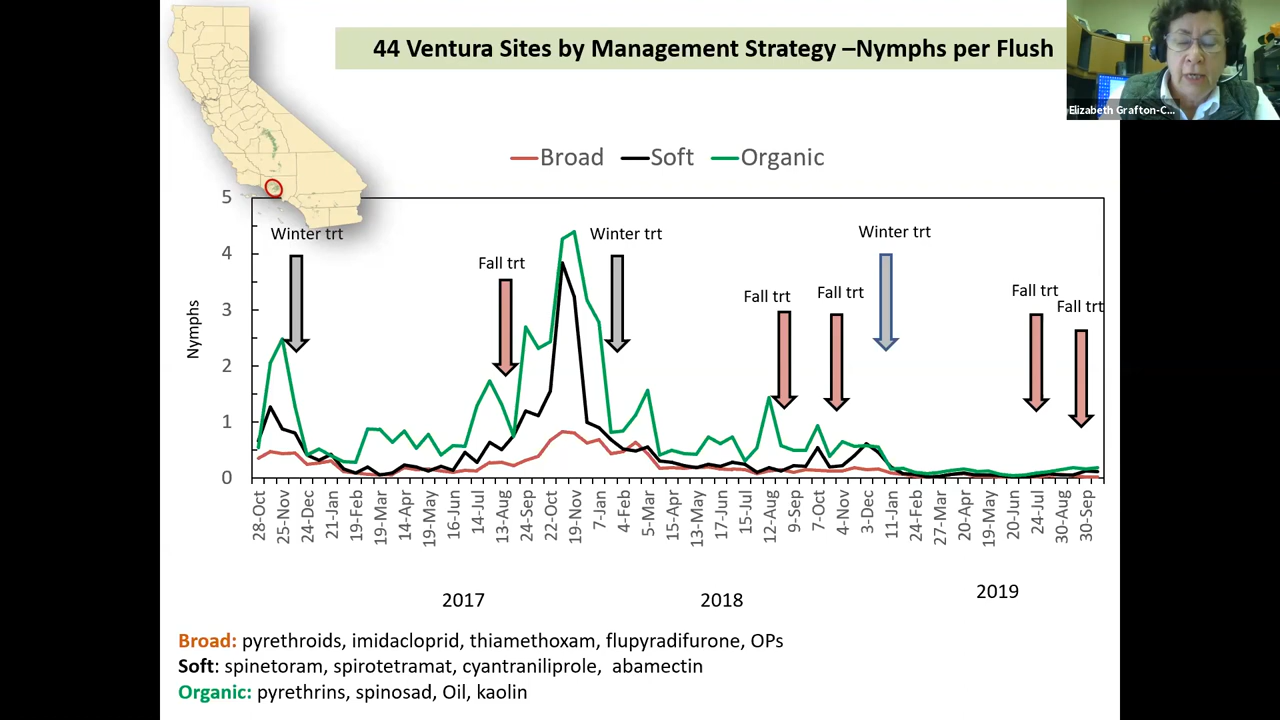 44 Ventura Sites by Management Strategy –Nymphs per Flush
Elizabeth Grafton-C...
Broad Soft Organic
5
4
3
2
1
0
Nymphs
Winter trt
Fall trt
Winter trt
Fall trt
Fall trt
Winter trt
Fall trt
Fall trt
28-Oct
25-Nov
24-Dec
21-Jan
19-Feb
19-Mar
14-Apr
19-May
16-Jun
14-Jul
13-Aug
24-Sep
22-Oct
19-Nov
7-Jan
4-Feb
5-Mar
15-Apr
13-May
17-Jun
15-Jul
12-Aug
9-Sep
7-Oct
4-Nov
3-Dec
11-Jan
24-Feb
27-Mar
20-Apr
19-May
20-Jun
24-Jul
30-Aug
30-Sep
2017
2018
2019
Broad: pyrethroids, imidacloprid, thiamethoxam, flupyradifurone, OPs
Soft: spinetoram, spirotetramat, cyantraniliprole, abamectin
Organic: pyrethrins, spinosad, Oil, kaolin